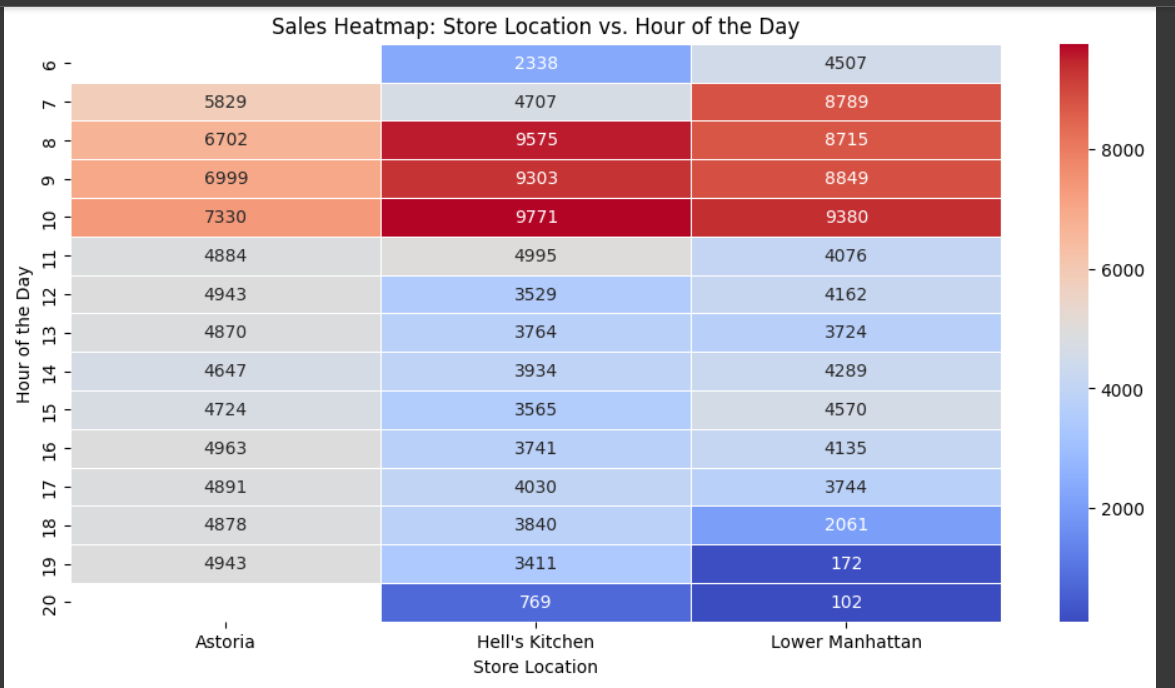 Sales Heatmap: Store Location vs. Hour of the Day
6 2338 4507
7 5829 4707 8789
8 6702 9575 8715
9 6999 9303 8849
10 7330 9771 9380
11 4884 4995 4076
12 4943 3529 4162
13 4870 3764 3724
14 4647 3934 4289
15 4724 3565 4570
16 4963 3741 4135
17 4891 4030 3744
18 4878 3840 2061
19 4943 3411 172
20 769 102
Hour of the Day
Astoria Hell's Kitchen Lower Manhattan
Store Location
8000
6000
4000
2000